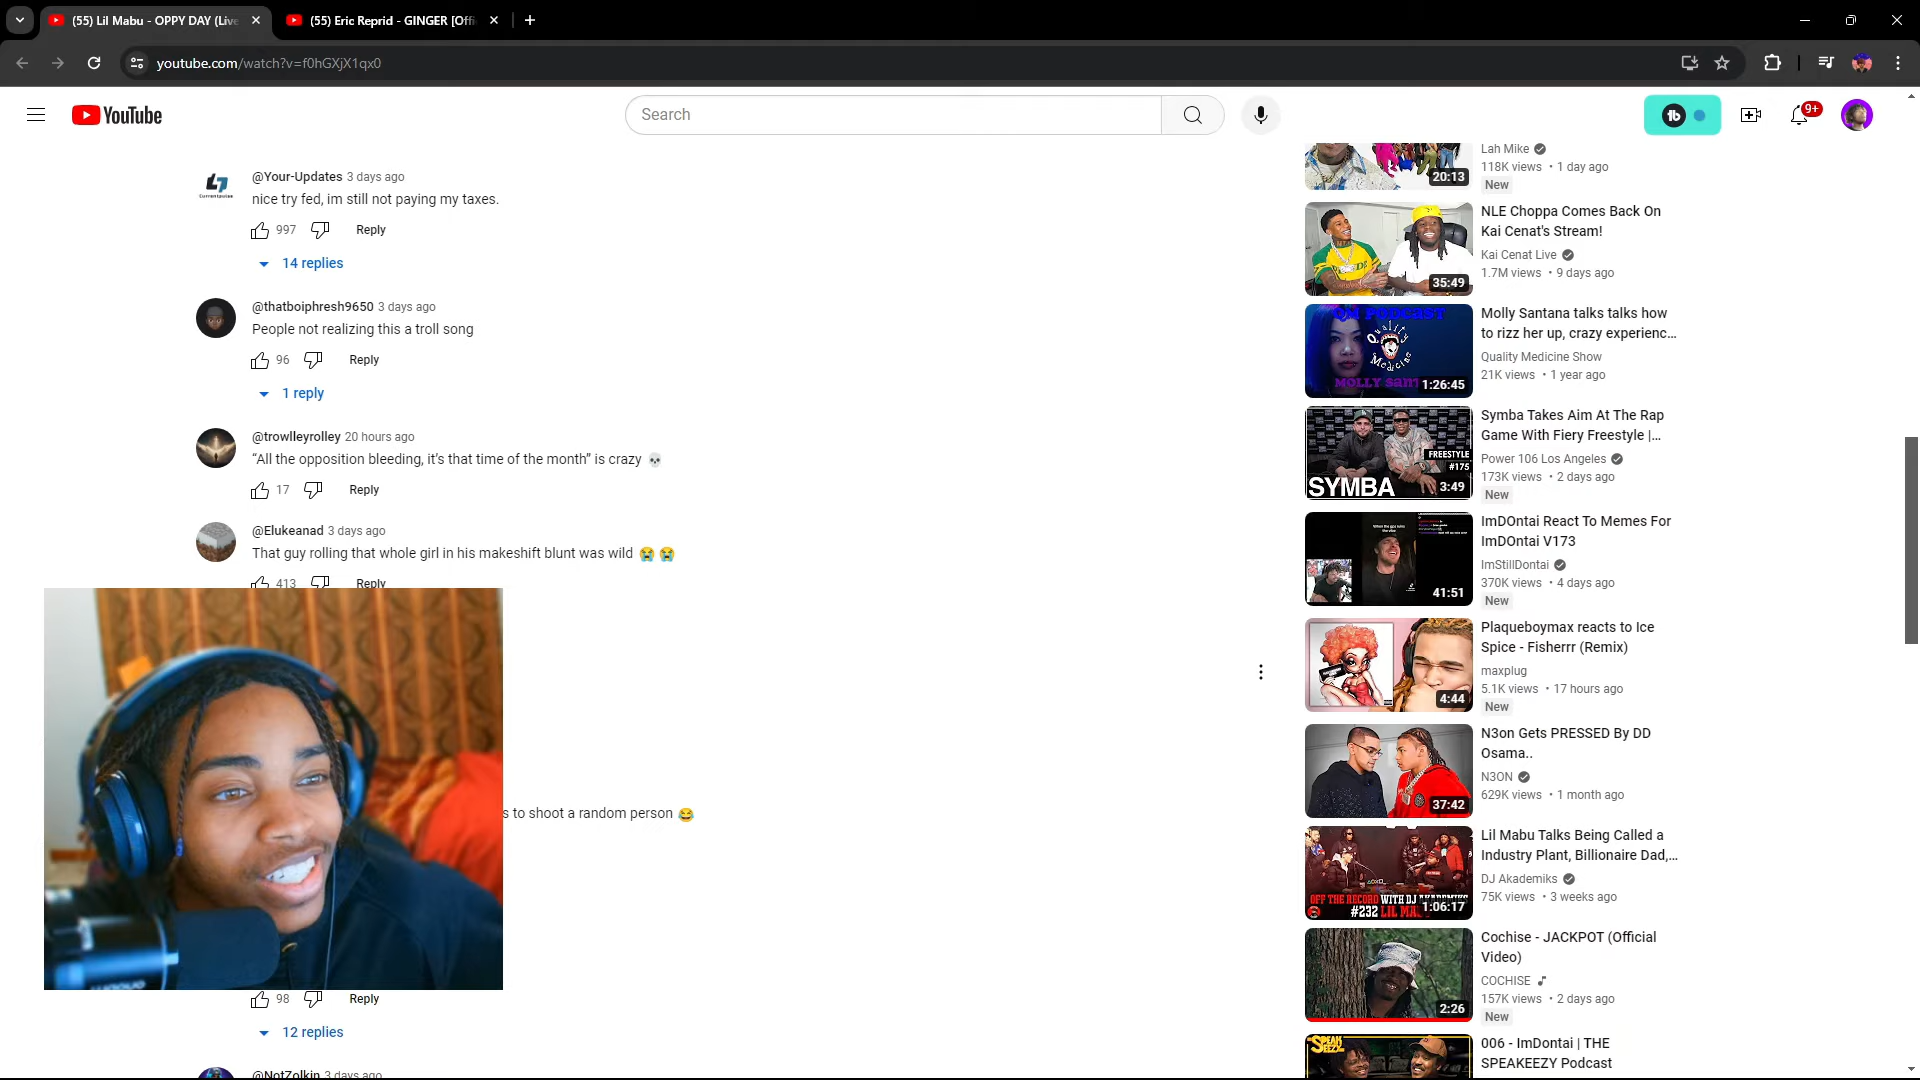 (55) Lil Mabu - OPPY DAY (Live
(55) Eric Reprid - GINGER [Offi
youtube.com/watch?v=f0hGXjX1qx0
YouTube
Search
9+
@Your-Updates 3 days ago
nice try fed, im still not paying my taxes.
997 Reply
14 replies
@thatboiphresh9650 3 days ago
People not realizing this a troll song
96 Reply
1 reply
@trowlleyrolley 20 hours ago
“All the opposition bleeding, it’s that time of the month” is crazy 💀
17 Reply
@Elukeanad 3 days ago
That guy rolling that whole girl in his makeshift blunt was wild 😭 😭
413 Reply
s to shoot a random person 😂
98 Reply
12 replies
@NotZolkin 3 days ago
20:13
Lah Mike
118K views • 1 day ago
New
35:49
NLE Choppa Comes Back On
Kai Cenat's Stream!
Kai Cenat Live
1.7M views • 9 days ago
QM PODCAST
Quality
Medicine
1:26:45
Molly Santana talks talks how
to rizz her up, crazy experienc...
Quality Medicine Show
21K views • 1 year ago
FREESTYLE
#175
SYMBA
3:49
Symba Takes Aim At The Rap
Game With Fiery Freestyle |...
Power 106 Los Angeles
173K views • 2 days ago
New
41:51
ImDOntai React To Memes For
ImDOntai V173
ImStillDontai
370K views • 4 days ago
New
4:44
Plaqueboymax reacts to Ice
Spice - Fisherrr (Remix)
maxplug
5.1K views • 17 hours ago
New
37:42
N3on Gets PRESSED By DD
Osama..
N3ON
629K views • 1 month ago
OFF THE RECORD WITH DJ AKADEMIKS
#232 LIL MA
1:06:17
Lil Mabu Talks Being Called a
Industry Plant, Billionaire Dad,...
DJ Akademiks
75K views • 3 weeks ago
2:26
Cochise - JACKPOT (Official
Video)
COCHISE
157K views • 2 days ago
New
SPEAK
EEZY
006 - ImDontai | THE
SPEAKEEZY Podcast